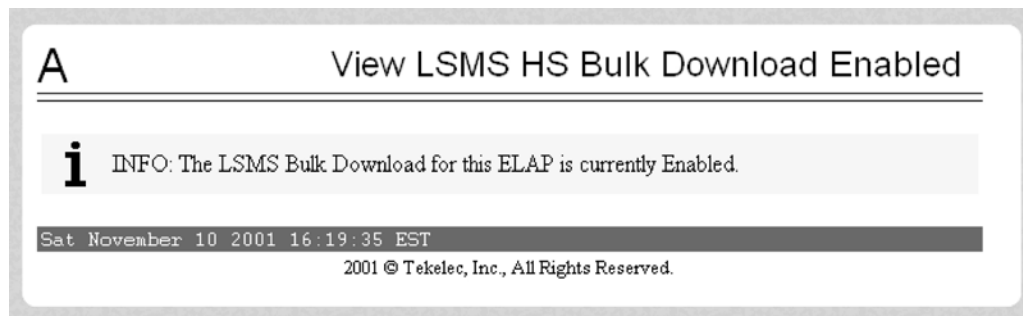 A View LSMS HS Bulk Download Enabled
i INFO: The LSMS Bulk Download for this ELAP is currently Enabled.
Sat November 10 2001 16:19:35 EST
2001 © Tekelec, Inc., All Rights Reserved.